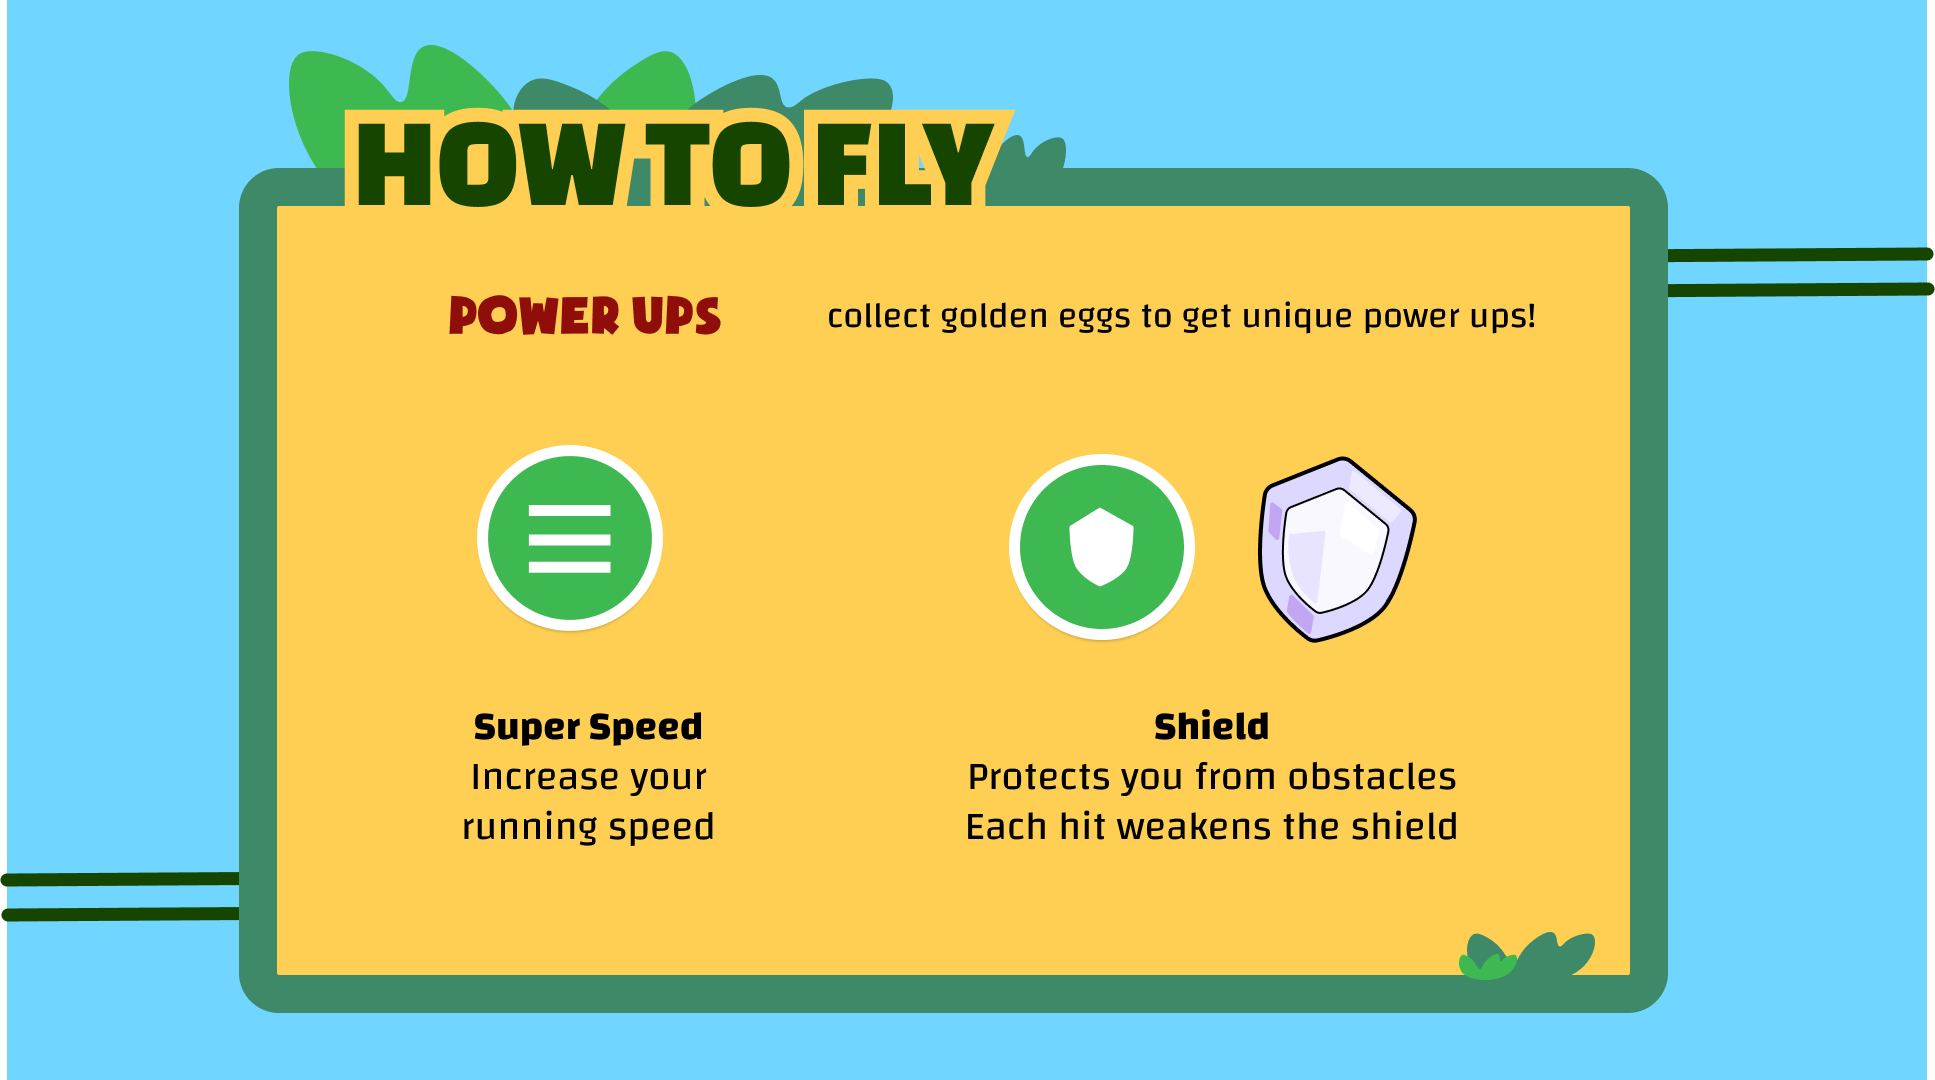 HOW TO FLY
POWER UPS
collect golden eggs to get unique power ups!
Super Speed
Increase your
running speed
Shield
Protects you from obstacles
Each hit weakens the shield